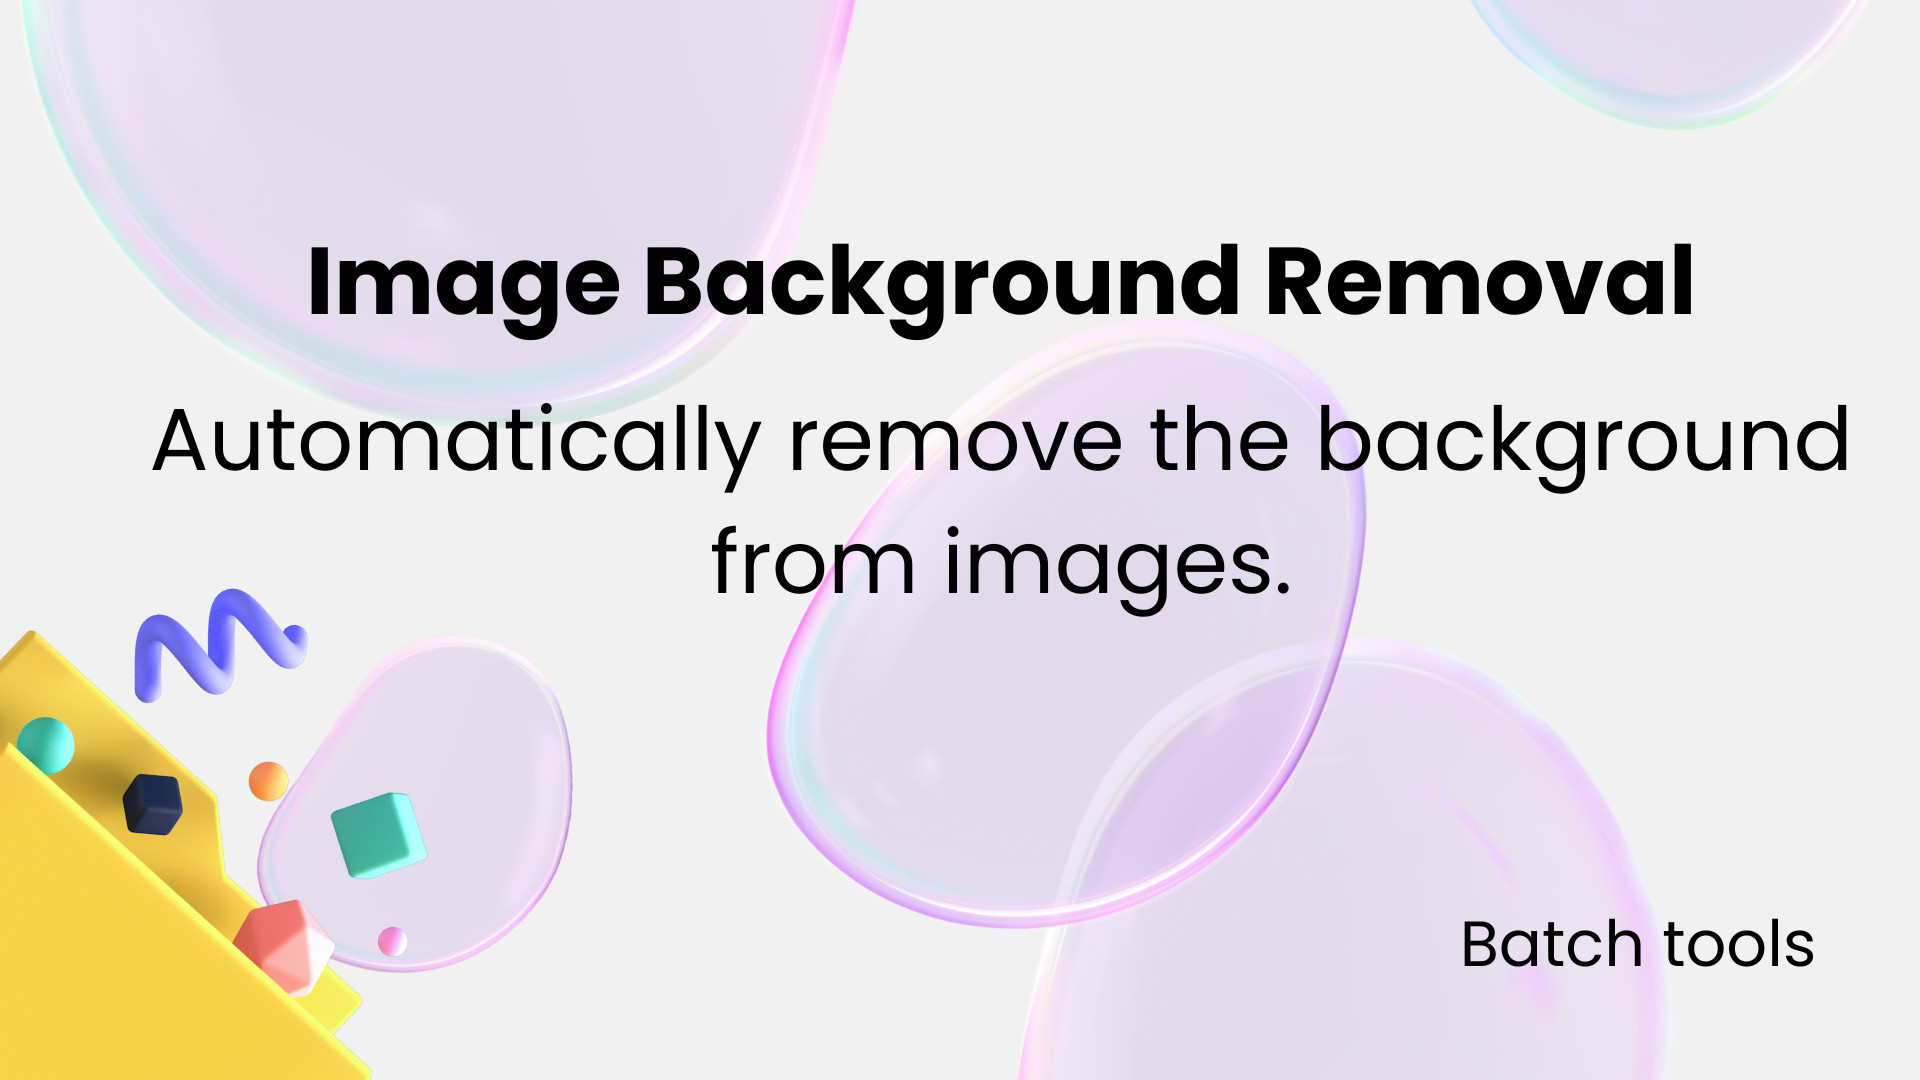 Image Background Removal
Automatically remove the background
from images.
Batch tools